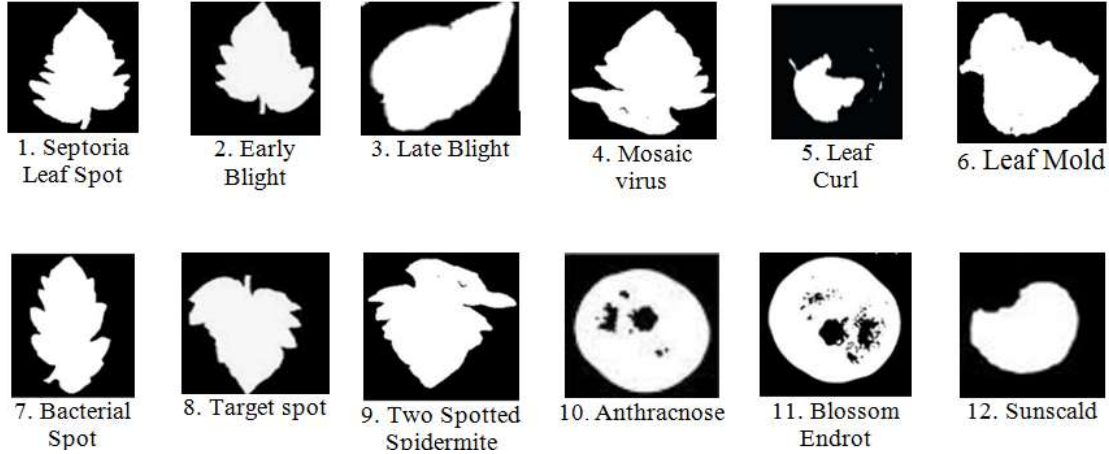 1. Septoria
Leaf Spot
2. Early
Blight
3. Late Blight
4. Mosaic
virus
5. Leaf
Curl
6. Leaf Mold
7. Bacterial
Spot
8. Target spot
9. Two Spotted
Spidermite
10. Anthracnose
11. Blossom
Endrot
12. Sunscald